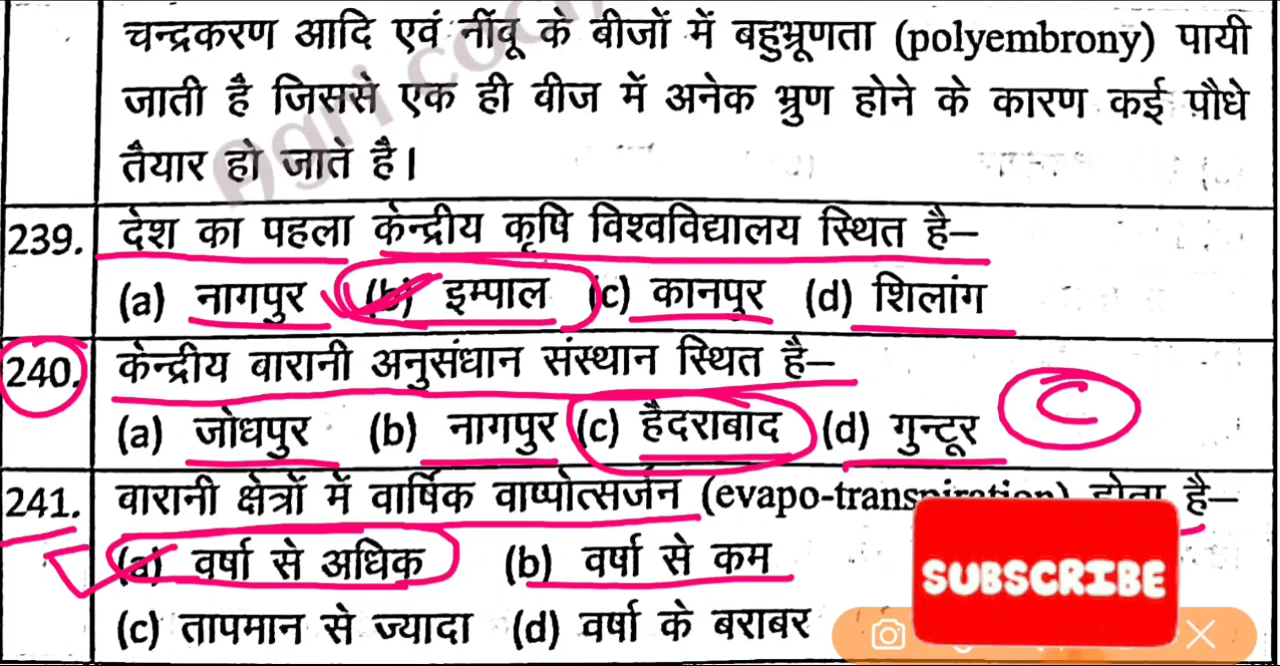 चन्द्रकरण आदि एवं नींबू के बीजों में बहुभ्रूणता (polyembrony) पायी
जाती है जिससे एक ही बीज में अनेक भ्रुण होने के कारण कई पौधे
तैयार हो जाते है।
239. देश का पहला केन्द्रीय कृषि विश्वविद्यालय स्थित है–
(a) नागपुर (b) इम्पाल (c) कानपुर (d) शिलांग
240. केन्द्रीय बारानी अनुसंधान संस्थान स्थित है–
(a) जोधपुर (b) नागपुर (c) हैदराबाद (d) गुन्टूर C
241. वारानी क्षेत्रों में वार्षिक वाष्पोत्सर्जन (evapo-transpiration) होता है–
(a) वर्षा से अधिक (b) वर्षा से कम
(c) तापमान से ज्यादा (d) वर्षा के बराबर
SUBSCRIBE